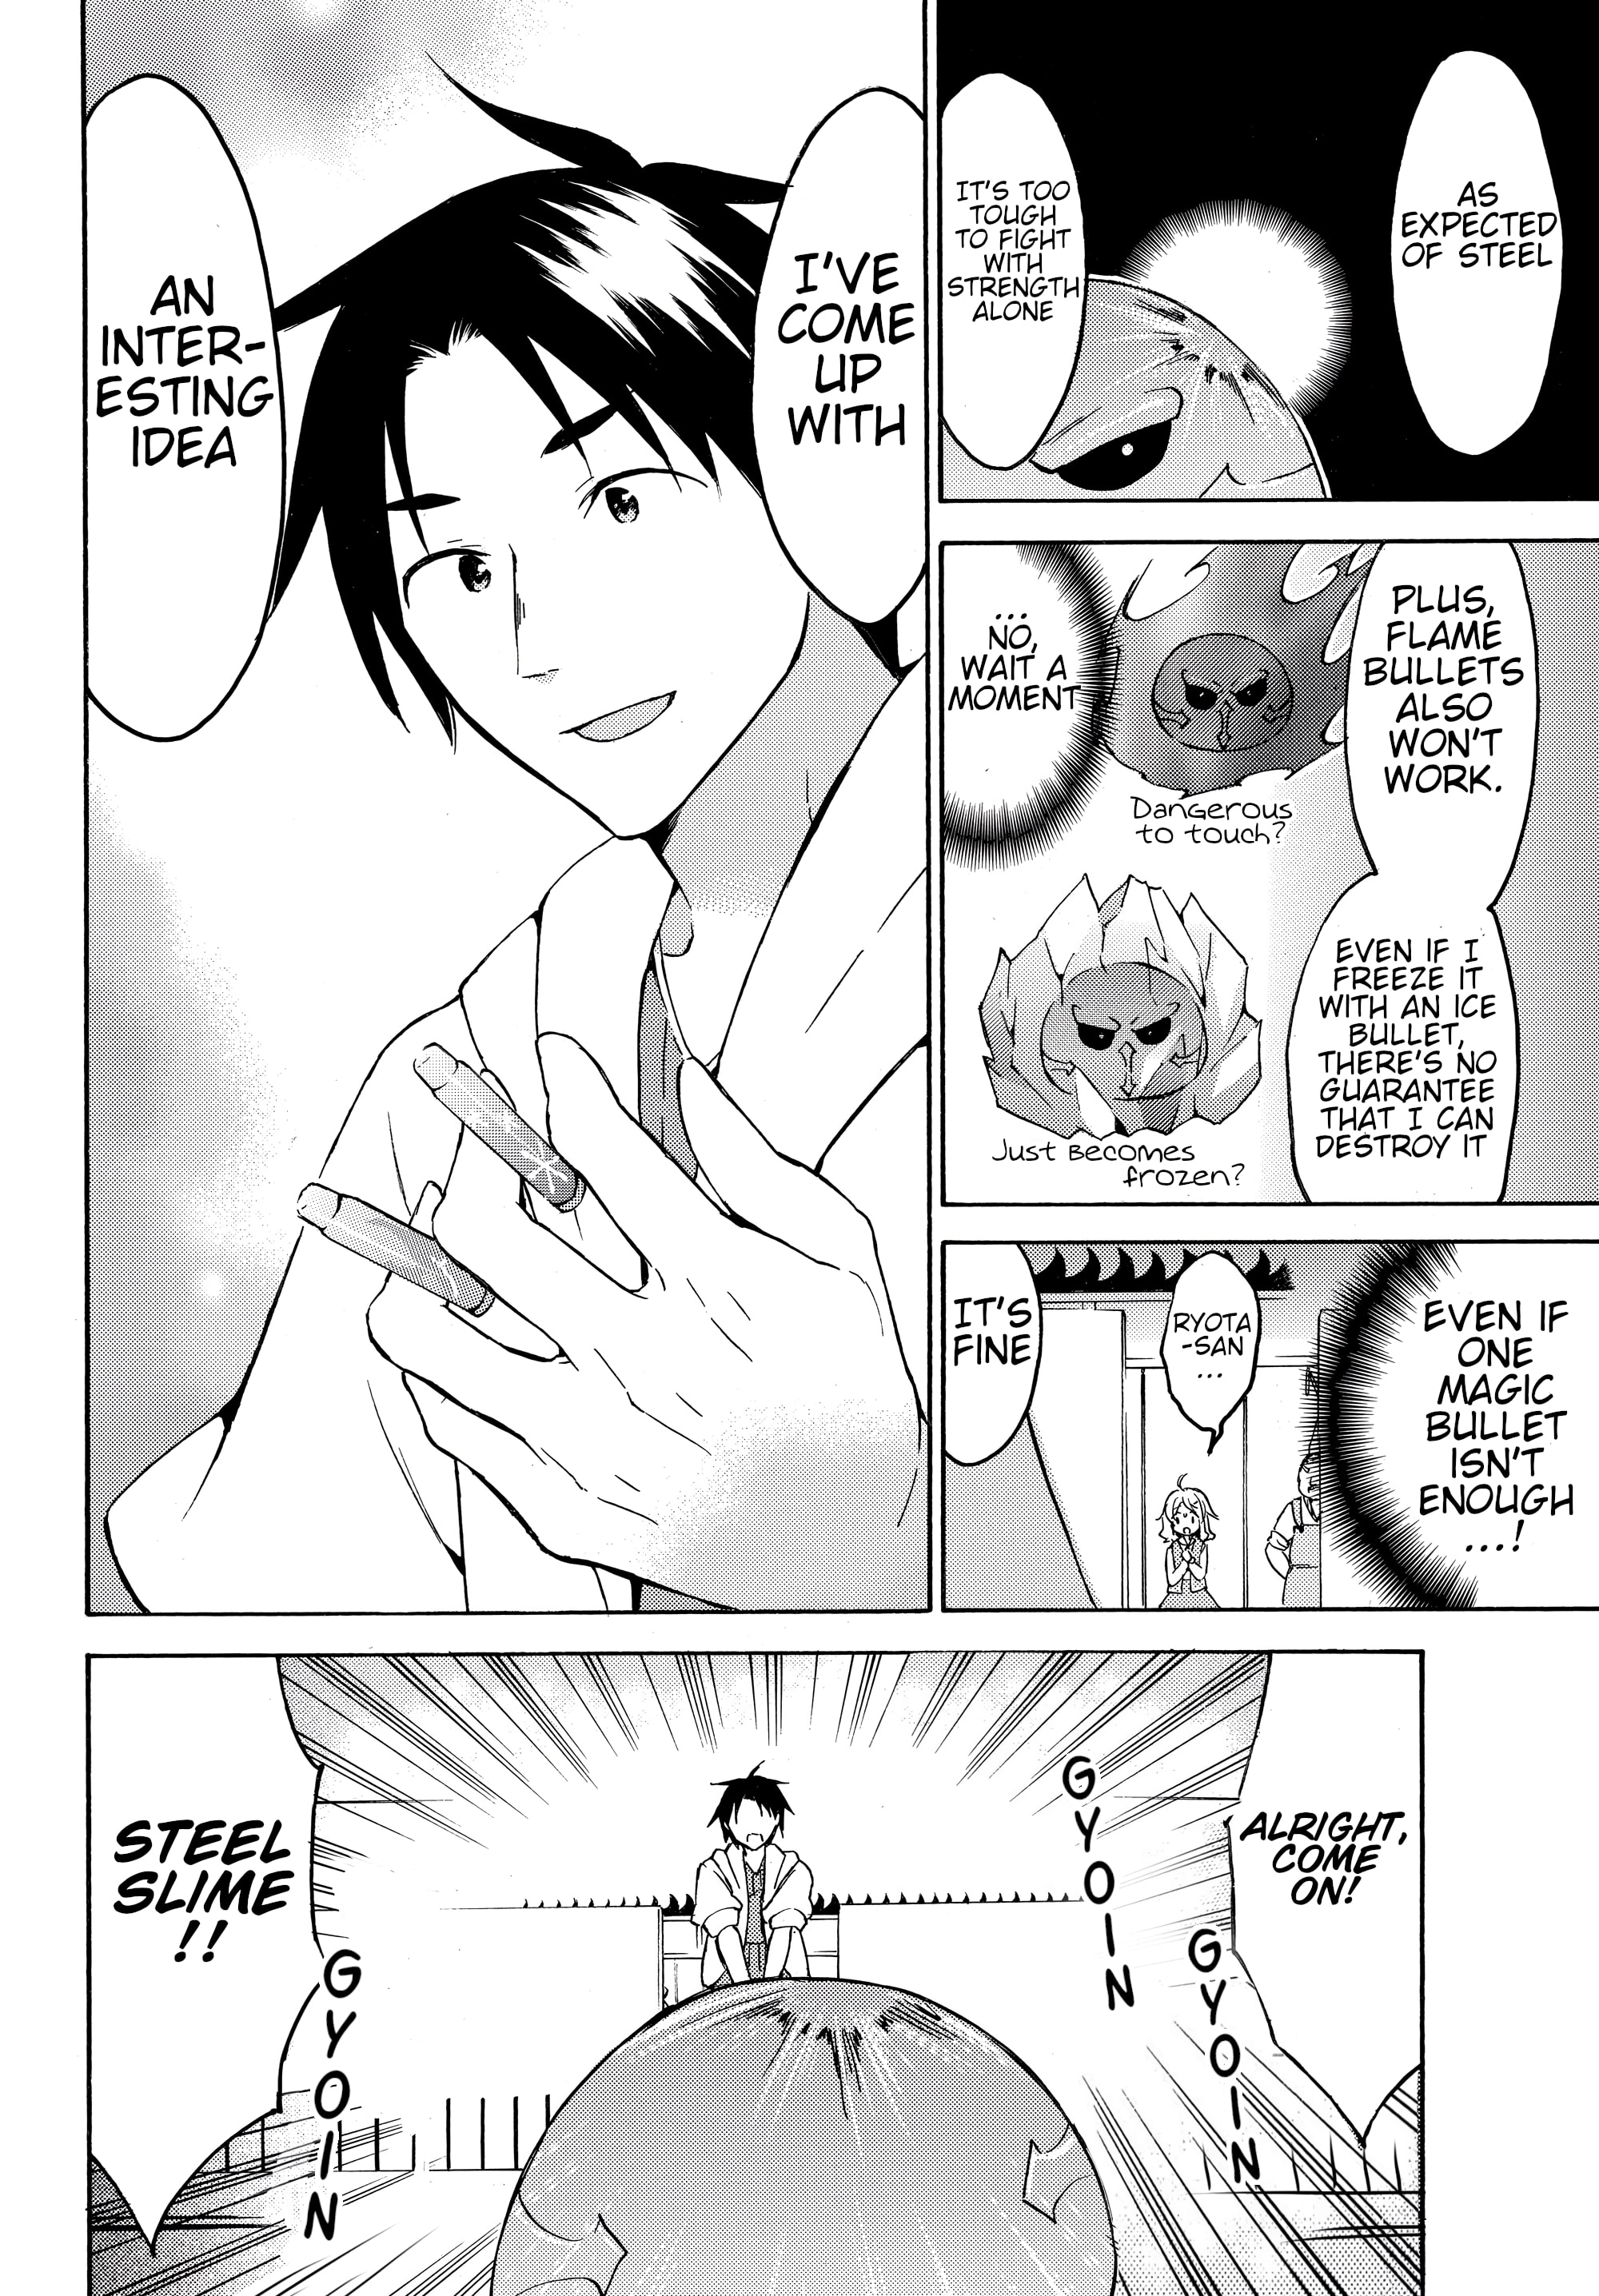 AS
EXPECTED
OF STEEL
IT'S TOO
TOUGH
TO FIGHT
WITH
STRENGTH
ALONE
PLUS,
FLAME
BULLETS
ALSO
WON'T
WORK.
Dangerous
to touch?
EVEN IF I
FREEZE IT
WITH AN ICE
BULLET,
THERE'S NO
GUARANTEE
THAT I CAN
DESTROY IT
Just Becomes
frozen?
...
NO,
WAIT A
MOMENT
EVEN IF
ONE
MAGIC
BULLET
ISN'T
ENOUGH
...!
RYOTA
-SAN
...
IT'S
FINE
I'VE
COME
UP
WITH
AN
INTER-
ESTING
IDEA
ALRIGHT,
COME
ON!
GYOIN
GYOIN
GYOIN
STEEL
SLIME
!!